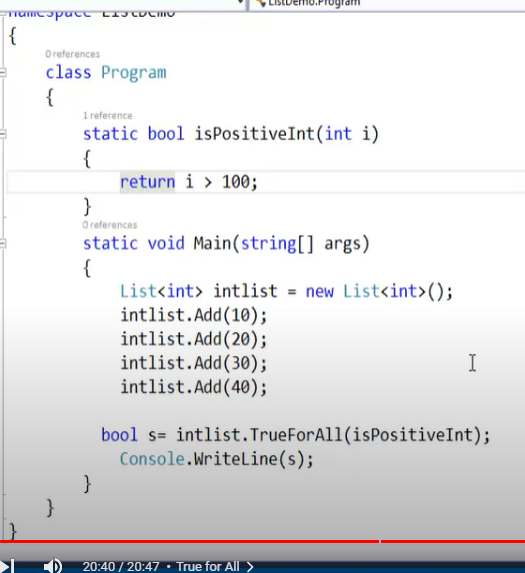 ListDemo.Program
namespace ListDemo
{
0 references
class Program
{
1 reference
static bool isPositiveInt(int i)
{
return i > 100;
}
0 references
static void Main(string[] args)
{
List<int> intlist = new List<int>();
intlist.Add(10);
intlist.Add(20);
intlist.Add(30);
intlist.Add(40);
bool s= intlist.TrueForAll(isPositiveInt);
Console.WriteLine(s);
}
}
}
20:40 / 20:47 • True for All >